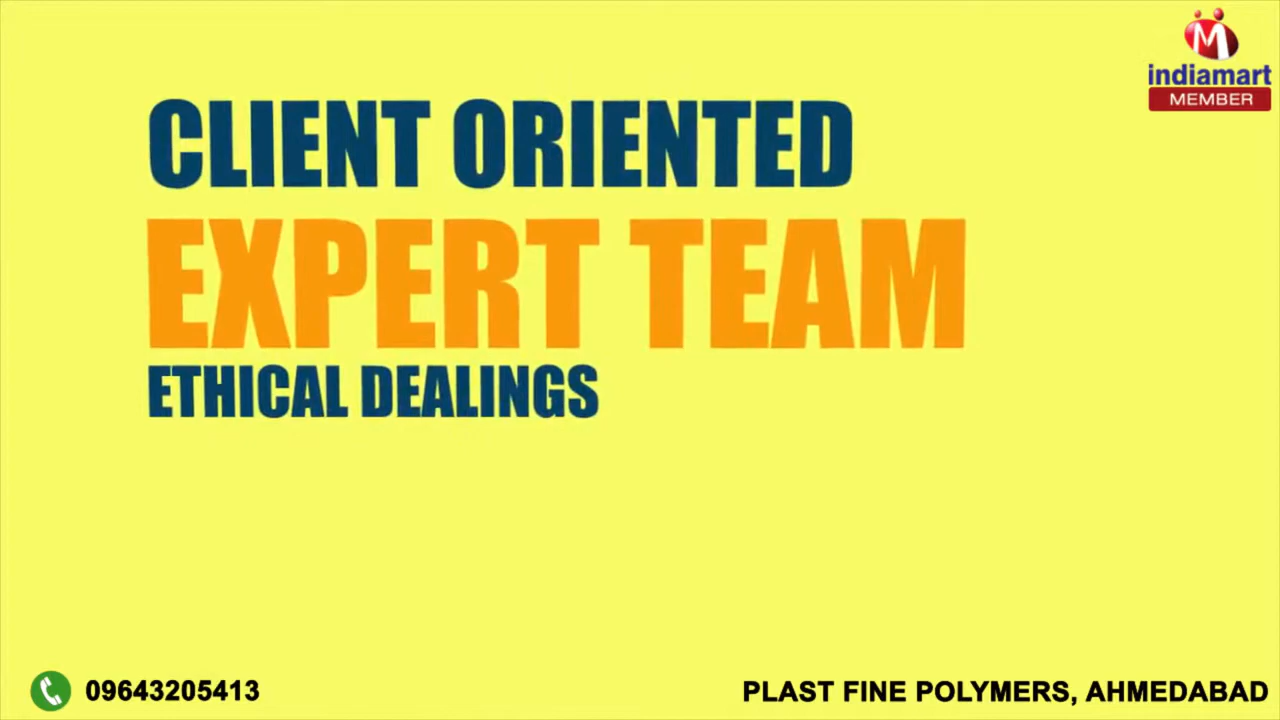 indiamart
MEMBER
CLIENT ORIENTED
EXPERT TEAM
ETHICAL DEALINGS
09643205413
PLAST FINE POLYMERS, AHMEDABAD